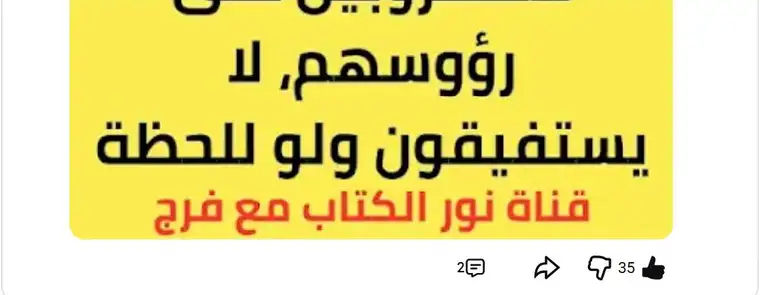 رؤوسهم، لا
يستفيقون ولو للحظة
قناة نور الكتاب مع فرج
2 35